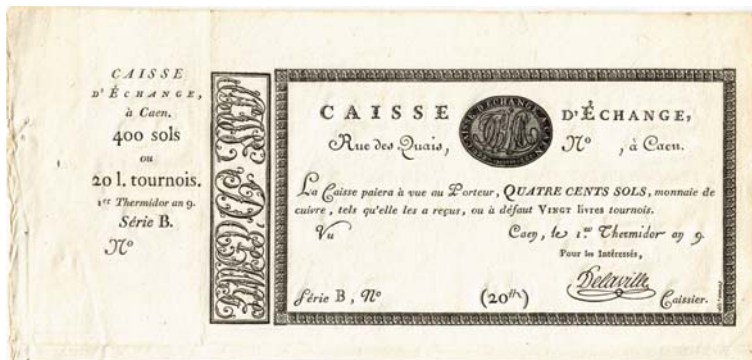 CAISSE
D'ÉCHANGE,
à Caen.
400 sols
ou
20 l. tournois.
1er Thermidor an 9.
Série B.
No
CAISSE D'ÉCHANGE,
Rue des Quais, No , à Caen.
La Caisse paiera à vue au Porteur, QUATRE CENTS SOLS, monnaie de
cuivre, tels qu'elle les a reçus, ou à défaut VINGT livres tournois.
Vu Caen, le 1.er Thermidor an 9.
Pour les Intéressés,
Delaville
Série B, No (20lt) Caissier.